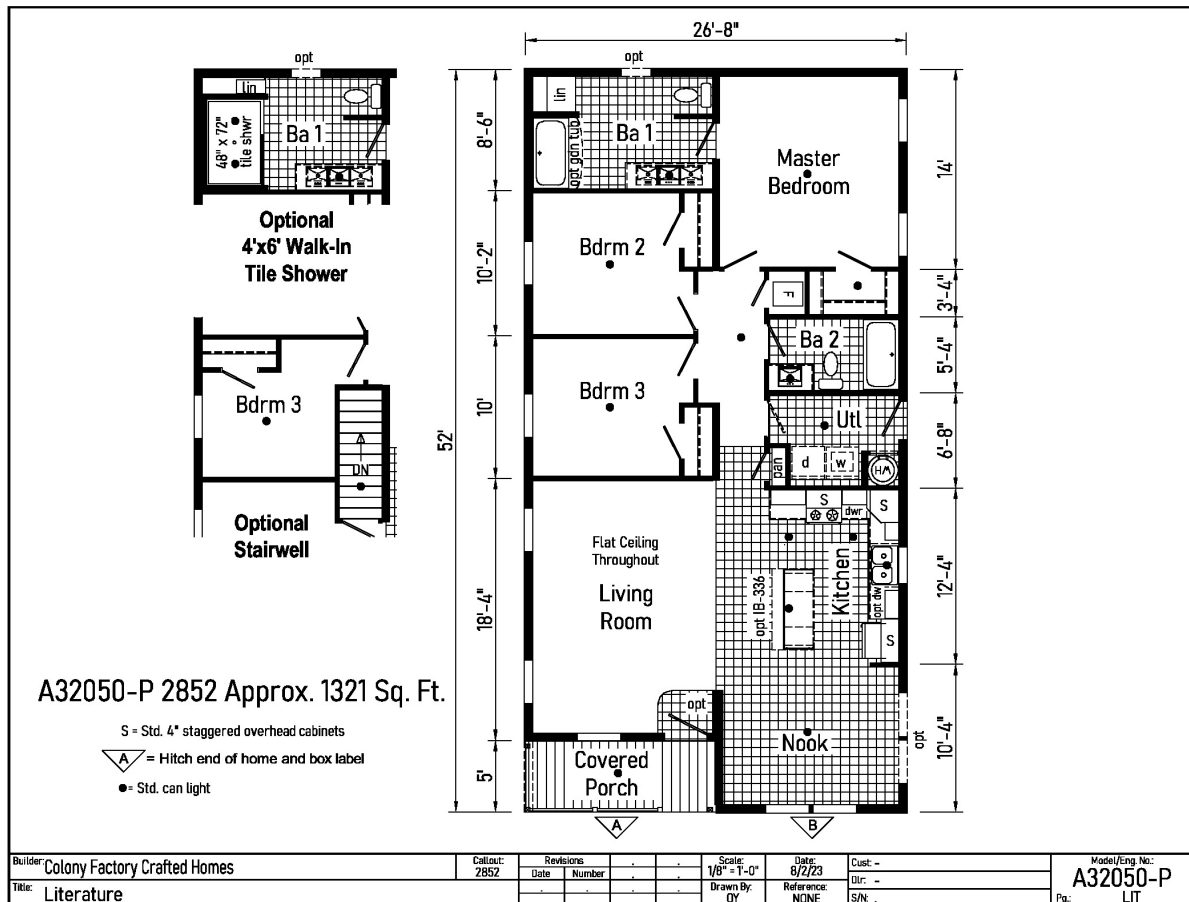 26'-8"
opt
lin
Ba 1
48" x 72"
tile shwr
Optional
4'x6' Walk-In
Tile Shower
Bdrm 3
DN
Optional
Stairwell
opt
lin
Ba 1
opt gdn tub
Master
Bedroom
Bdrm 2
F
Ba 2
Bdrm 3
Utl
pan
d
w
H/W
S
dwr
S
Flat Ceiling
Throughout
Living
Room
opt IB-336
Kitchen
opt dw
S
opt
Nook
opt
Covered
Porch
A
B
52'
8'-6"
10'-2"
10'
18'-4"
5'
14'
3'-4"
5'-4"
6'-8"
12'-4"
10'-4"
A32050-P 2852 Approx. 1321 Sq. Ft.
S = Std. 4" staggered overhead cabinets
A = Hitch end of home and box label
●= Std. can light
Builder: Colony Factory Crafted Homes
Title: Literature
Callout:
2852
Revisions
Date Number
Scale:
1/8" = 1'-0"
Drawn By:
OY
Date:
8/2/23
Reference:
NONE
Cust: -
Dlr: -
S/N: .
Model/Eng. No.:
A32050-P
Pg.: LIT